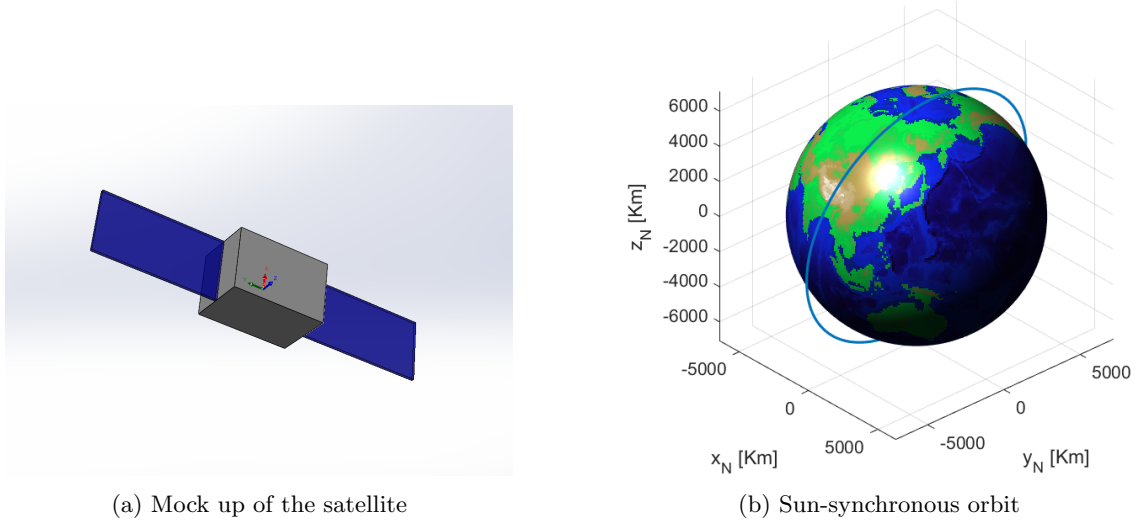 6000
4000
2000
0
-2000
-4000
-6000
z_N [Km]
-5000
0
5000
x_N [Km]
-5000
0
5000
y_N [Km]
(a) Mock up of the satellite
(b) Sun-synchronous orbit